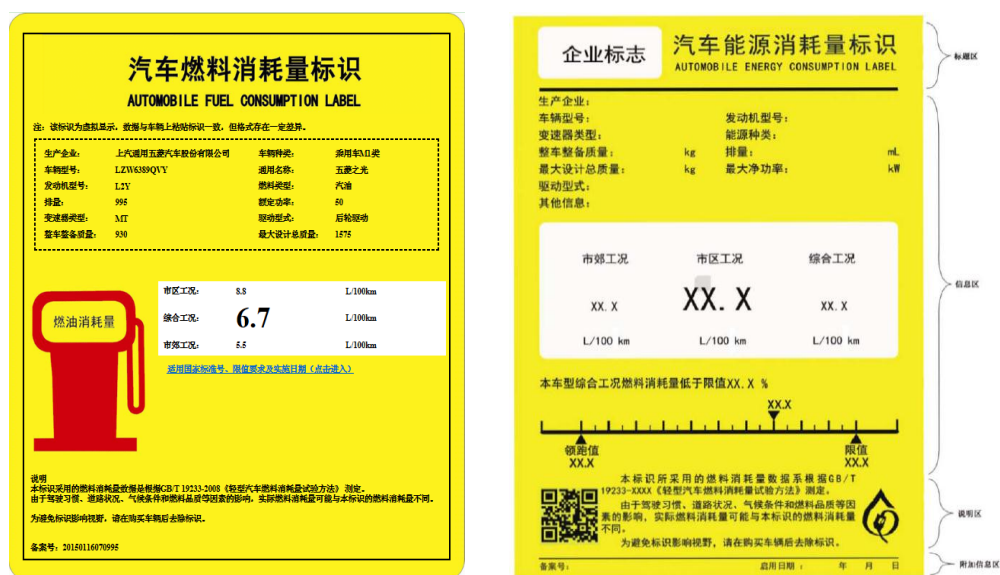 汽车燃料消耗量标识
AUTOMOBILE FUEL CONSUMPTION LABEL
注：该标识为虚拟显示，数据与车辆上粘贴标识一致，但格式存在一定差异。
生产企业： 上汽通用五菱汽车股份有限公司 车辆种类： 乘用车M1类
车辆型号： LZW6389QVY 通用名称： 五菱之光
发动机型号： L2Y 燃料类型： 汽油
排量： 995 额定功率： 50
变速器类型： MT 驱动型式： 后轮驱动
整车整备质量： 930 最大设计总质量： 1575
燃油消耗量
市区工况： 8.8 L/100km
综合工况： 6.7 L/100km
市郊工况： 5.5 L/100km
适用国家标准号、限值要求及实施日期（点击进入）
说明
本标识采用的燃料消耗量数据是根据GB/T 19233-2008《轻型汽车燃料消耗量试验方法》测定。
由于驾驶习惯、道路状况、气候条件和燃料品质等因素的影响，实际燃料消耗量可能与本标识的燃料消耗量不同。
为避免标识影响视野，请在购买车辆后去除标识。
备案号：20150116070995
企业标志
汽车能源消耗量标识
AUTOMOBILE ENERGY CONSUMPTION LABEL
生产企业：
车辆型号： 发动机型号：
变速器类型： 能源种类：
整车整备质量： kg 排量： mL
最大设计总质量： kg 最大净功率： kW
驱动型式：
其他信息：
市郊工况 市区工况 综合工况
XX.X XX.X XX.X
L/100 km L/100 km L/100 km
本车型综合工况燃料消耗量低于限值XX.X %
XX.X
领跑值 限值
XX.X XX.X
本标识所采用的燃料消耗量数据系根据GB/T
19233-XXXX《轻型汽车燃料消耗量试验方法》测定。
由于驾驶习惯、道路状况、气候条件和燃料品质等因
素的影响，实际燃料消耗量可能与本标识的燃料消耗量
不同。
为避免标识影响视野，请在购买车辆后去除标识。
备案号： 启用日期： 年 月 日
标题区
信息区
说明区
附加信息区